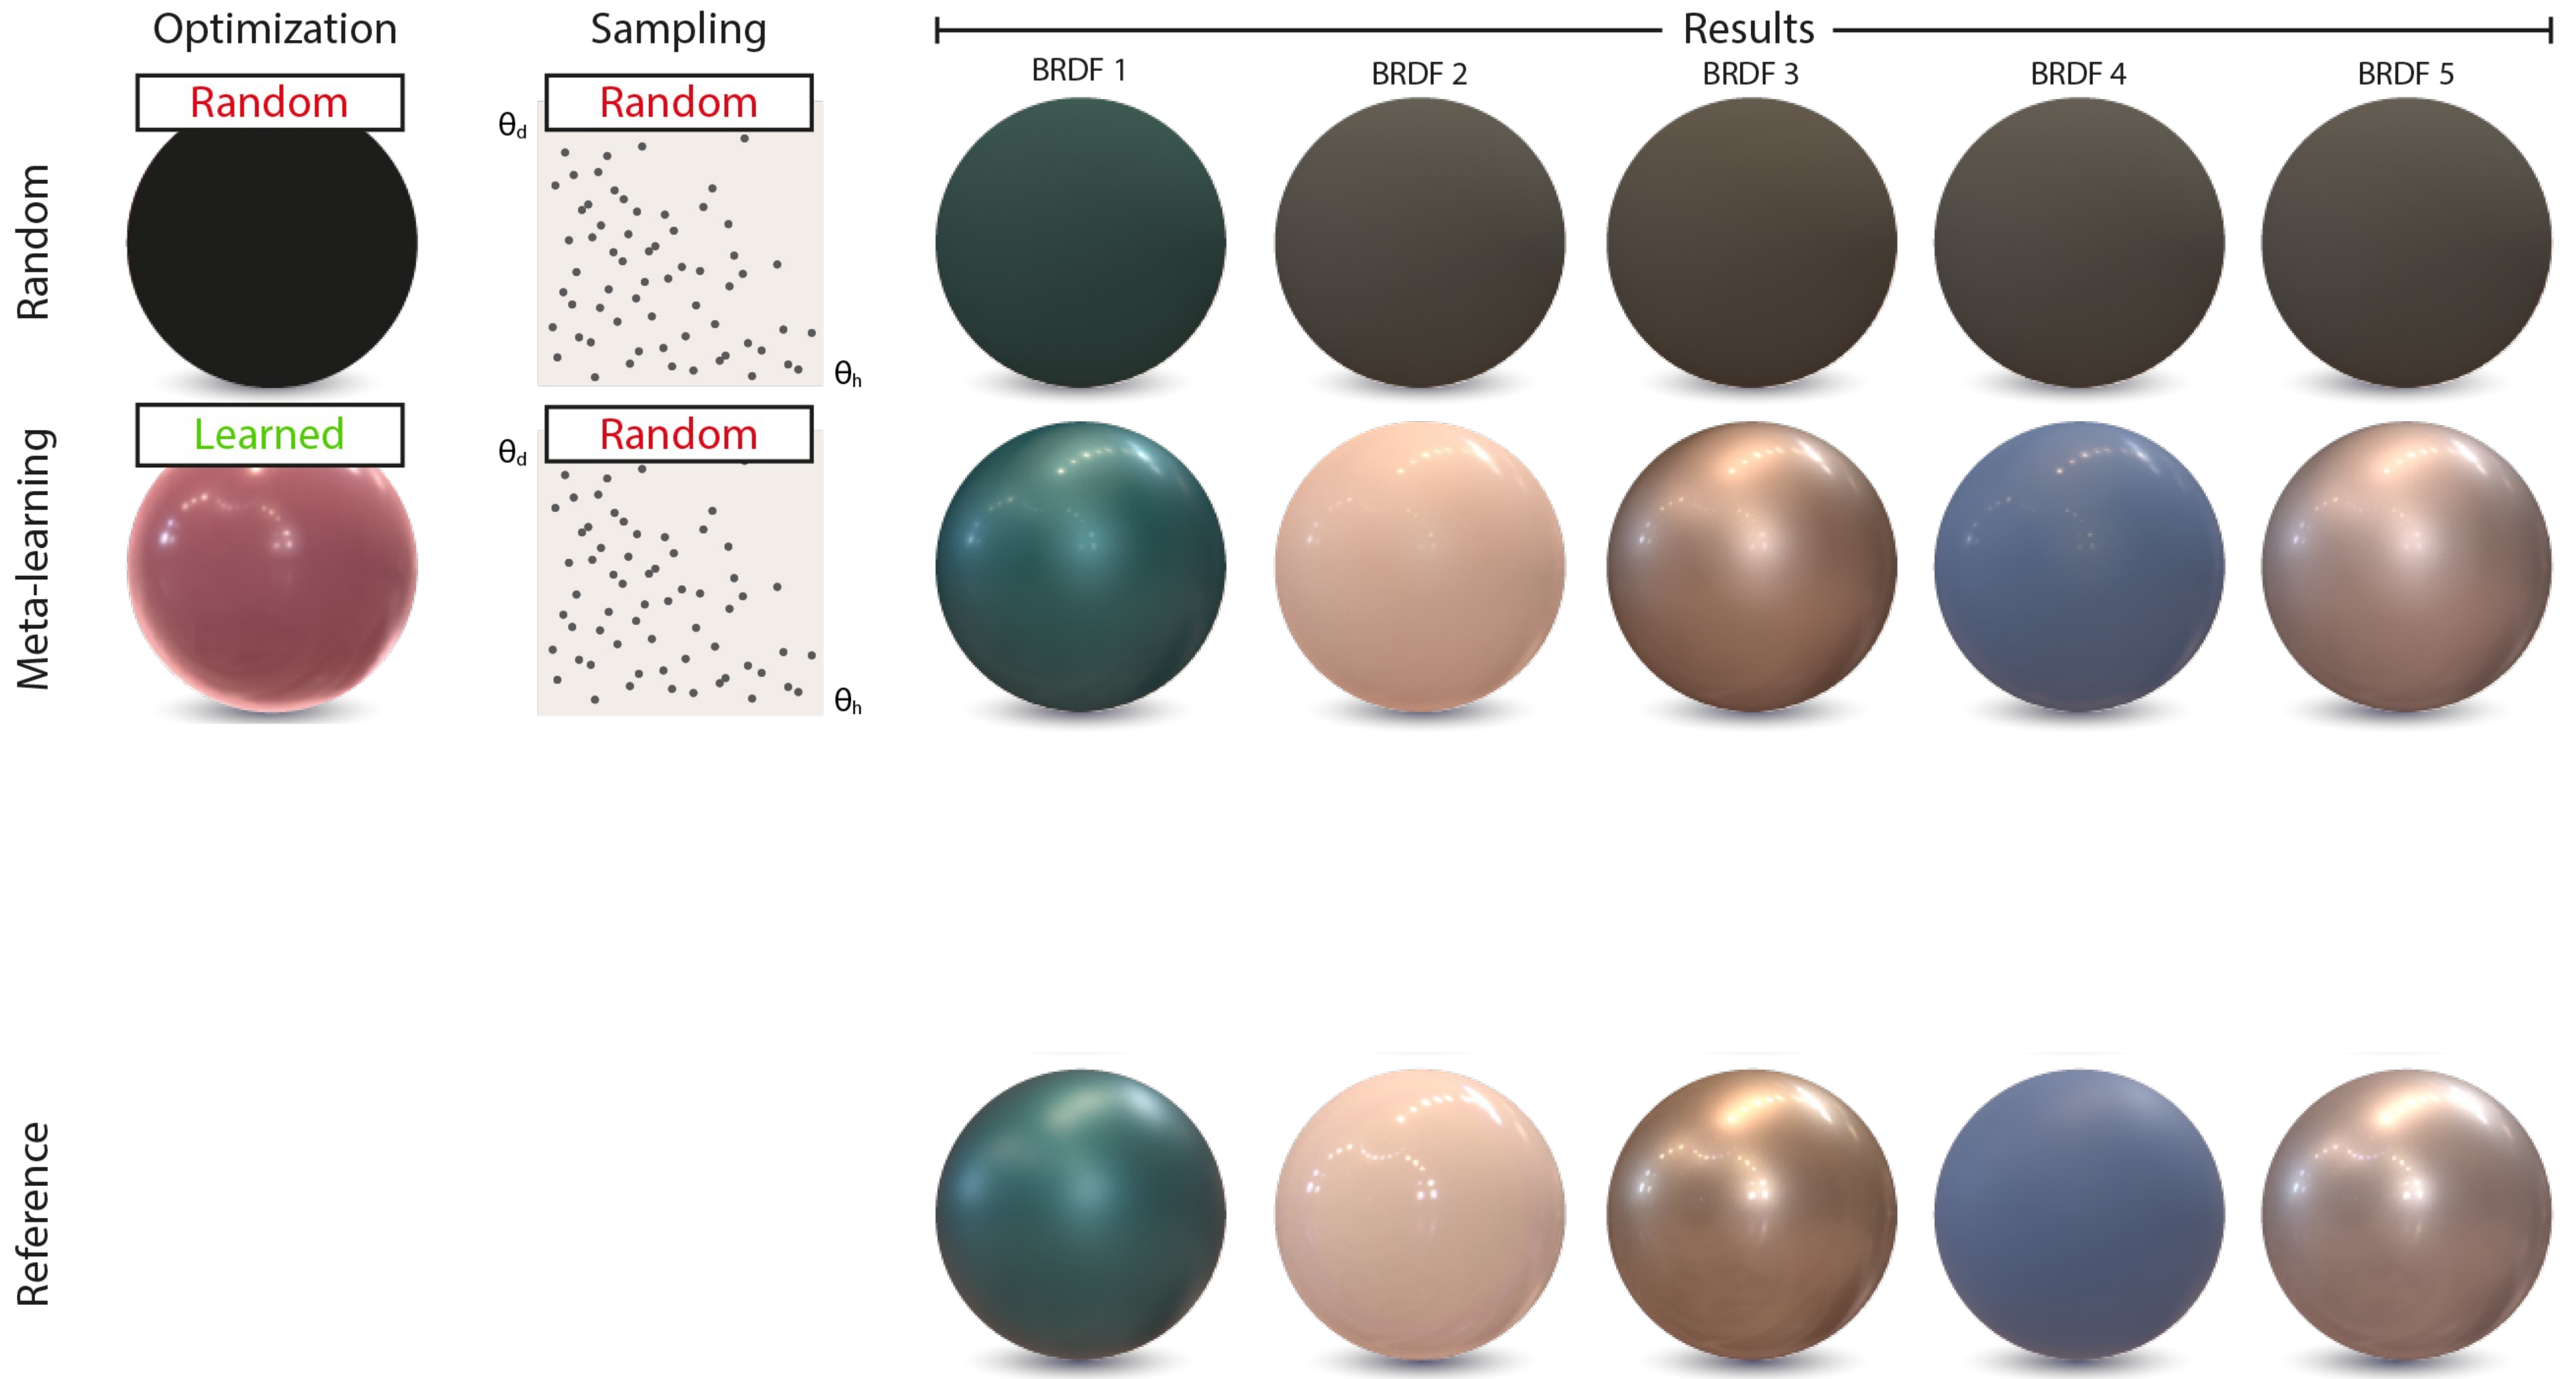 Optimization Sampling Results
BRDF 1 BRDF 2 BRDF 3 BRDF 4 BRDF 5
Random
Random
Random
θd
θh
Meta-learning
Learned
Random
θd
θh
Reference